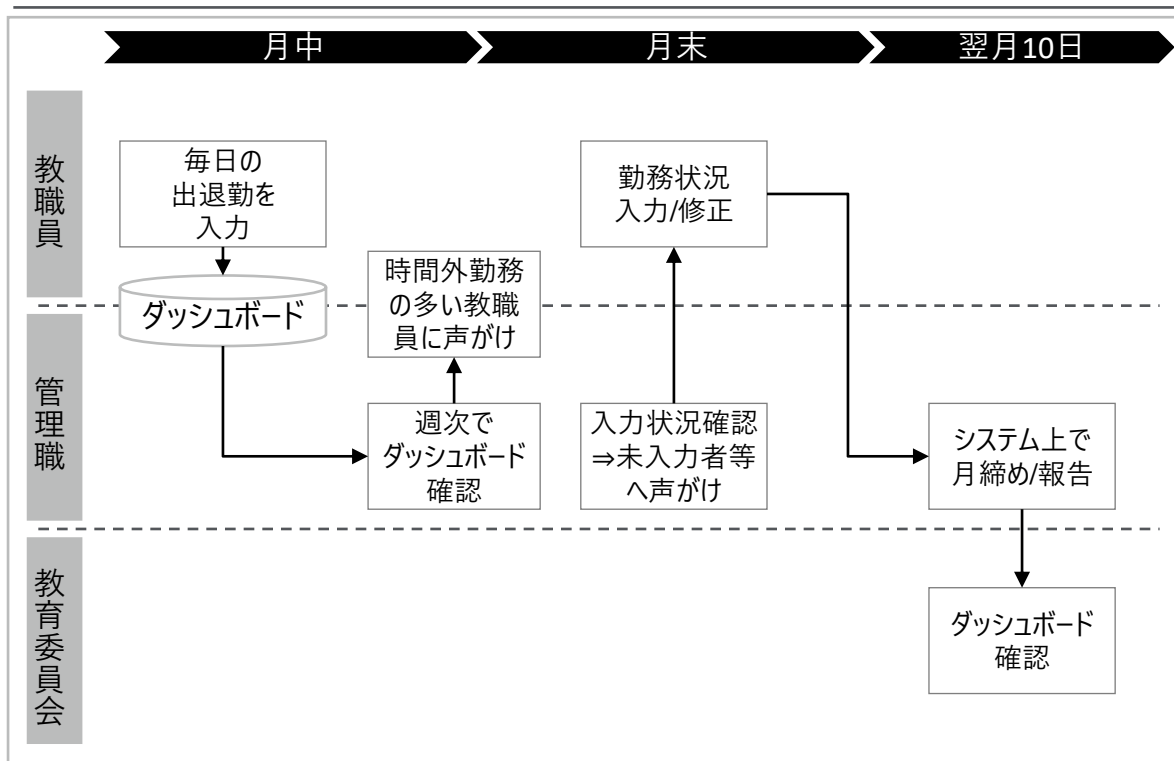 月中
月末
翌月10日
教職員
毎日の
出退勤を
入力
勤務状況
入力/修正
時間外勤務
の多い教職
員に声がけ
ダッシュボード
管理職
週次で
ダッシュボード
確認
入力状況確認
⇒未入力者等
へ声がけ
システム上で
月締め/報告
教育委員会
ダッシュボード
確認